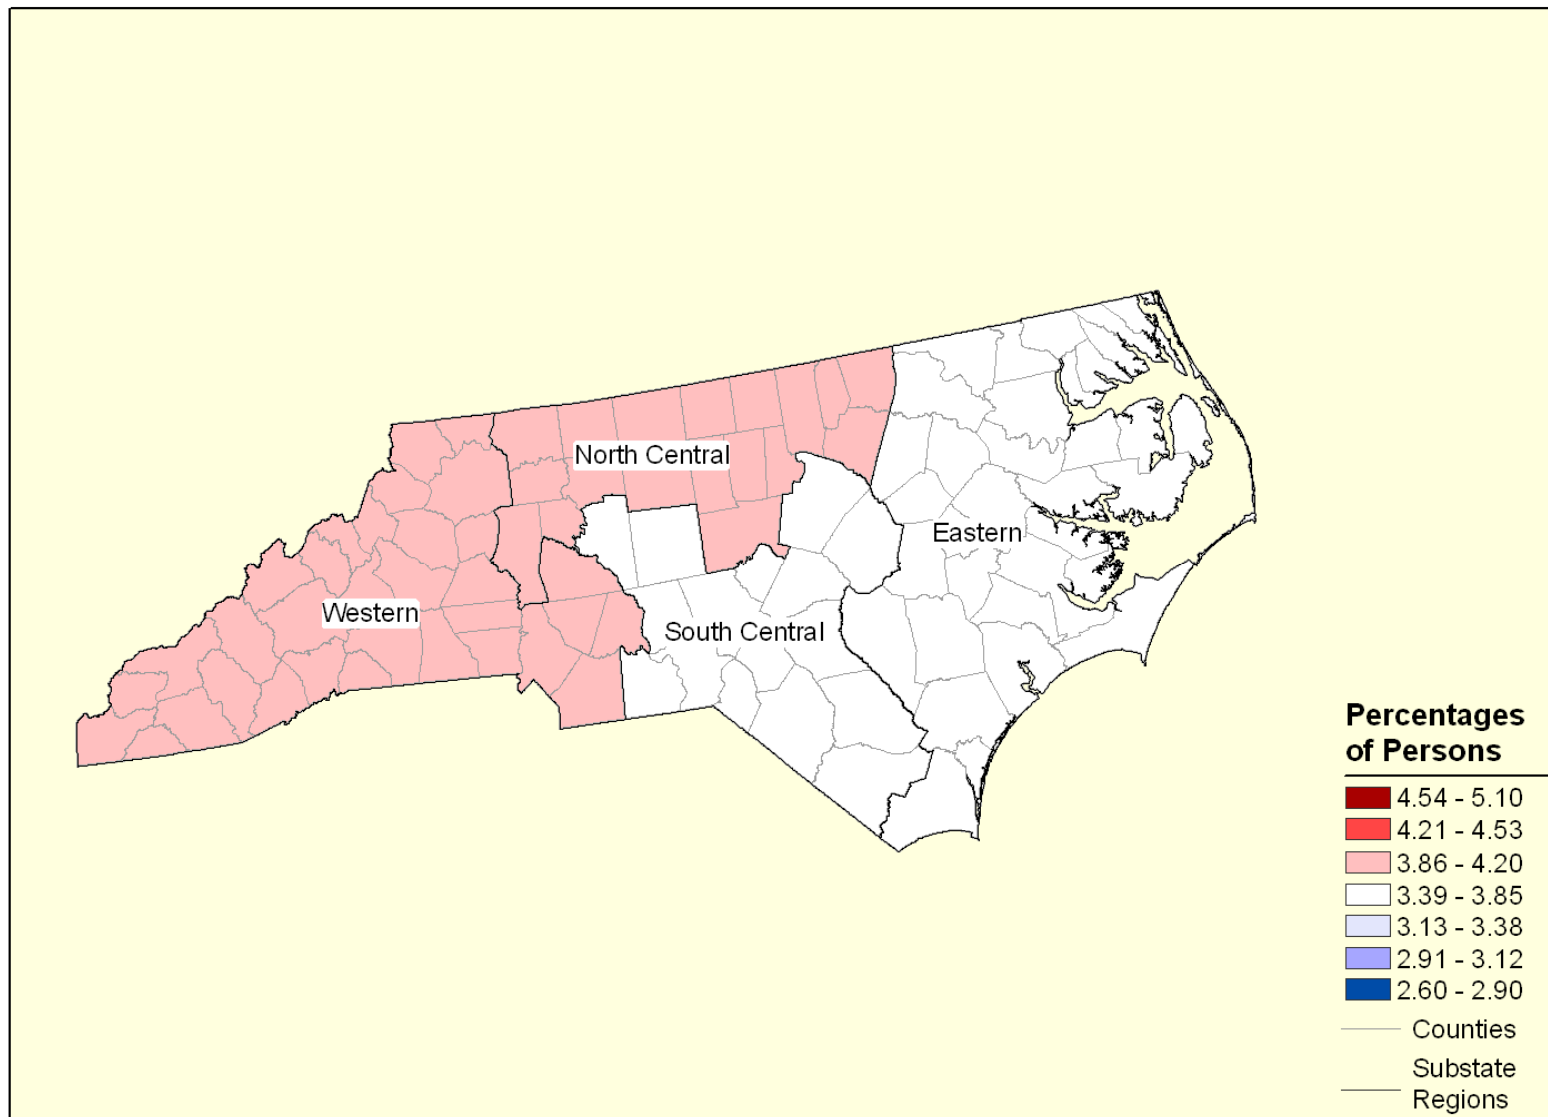 North Central
Eastern
Western
South Central
Percentages
of Persons
4.54 - 5.10
4.21 - 4.53
3.86 - 4.20
3.39 - 3.85
3.13 - 3.38
2.91 - 3.12
2.60 - 2.90
Counties
Substate
Regions